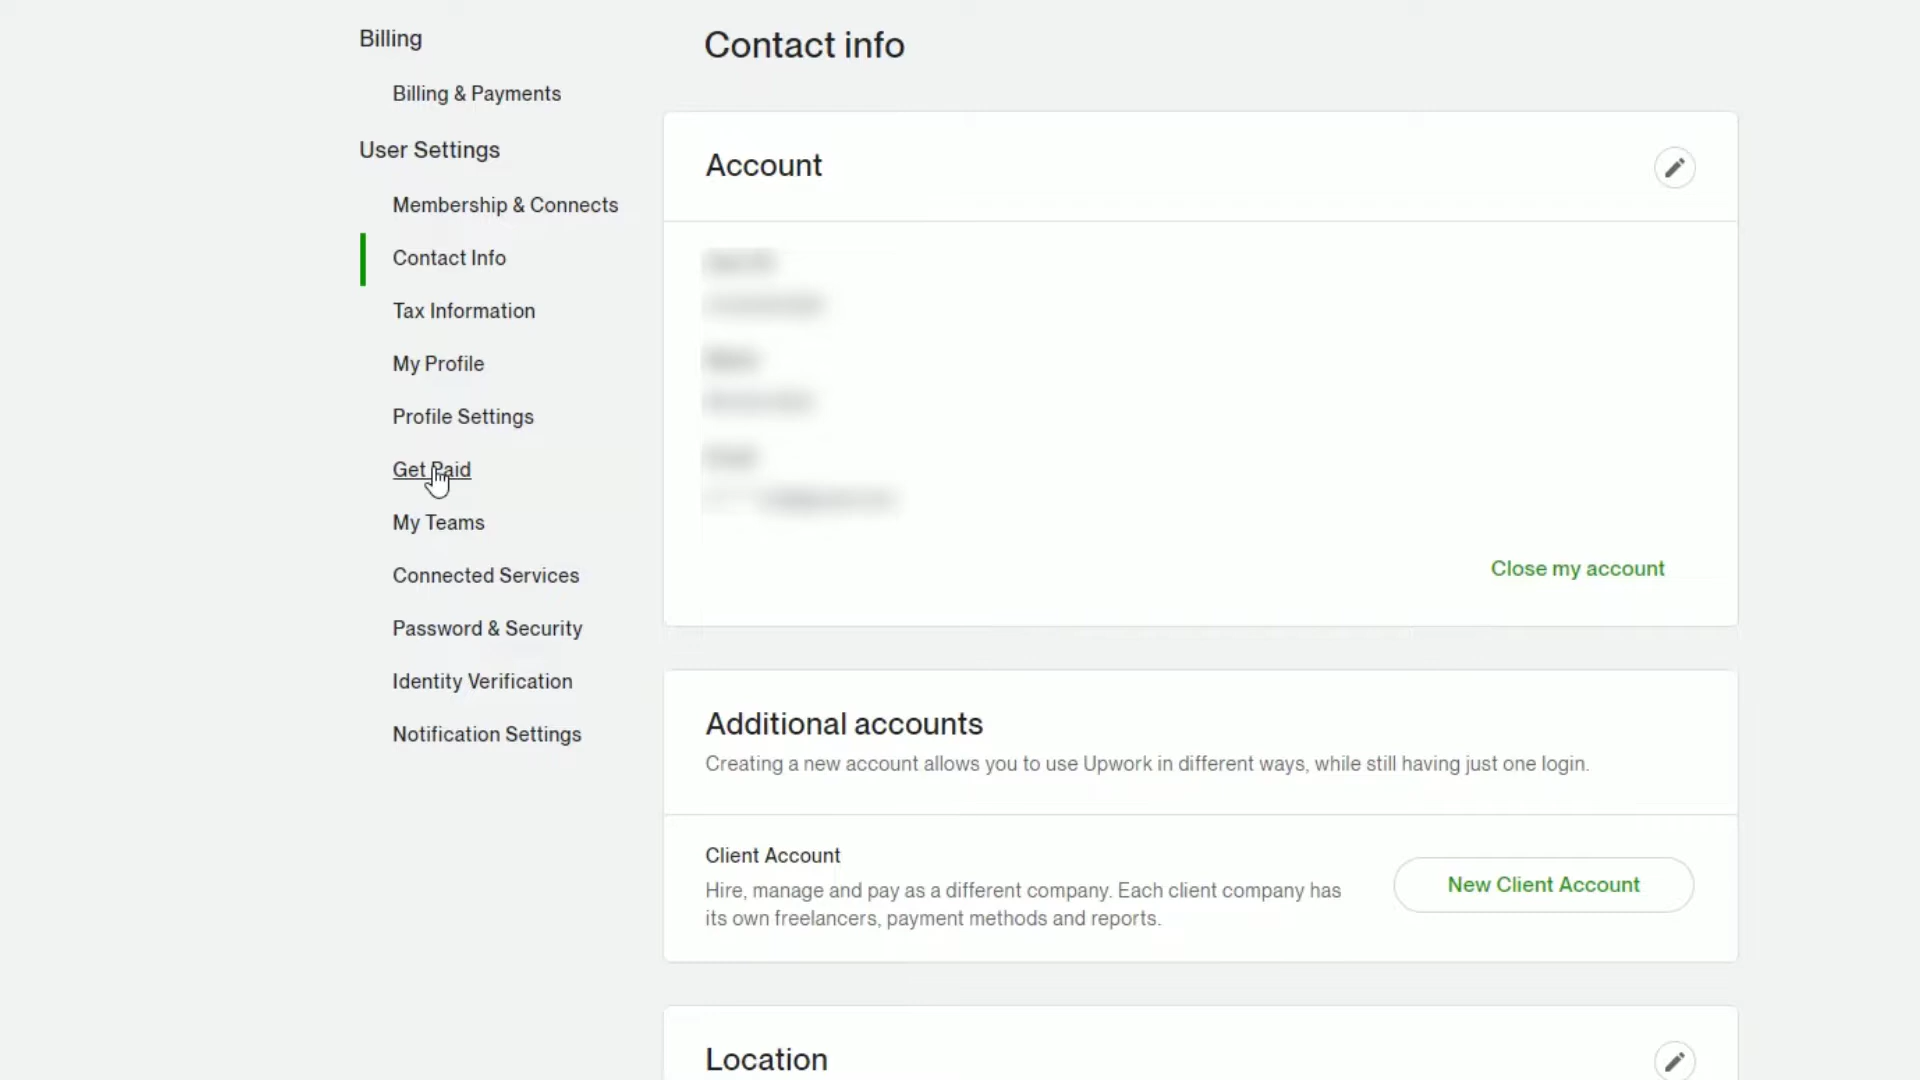 Billing
Billing & Payments
User Settings
Membership & Connects
Contact Info
Tax Information
My Profile
Profile Settings
Get Paid
My Teams
Connected Services
Password & Security
Identity Verification
Notification Settings
Contact info
Account
Close my account
Additional accounts
Creating a new account allows you to use Upwork in different ways, while still having just one login.
Client Account
Hire, manage and pay as a different company. Each client company has
its own freelancers, payment methods and reports.
New Client Account
Location